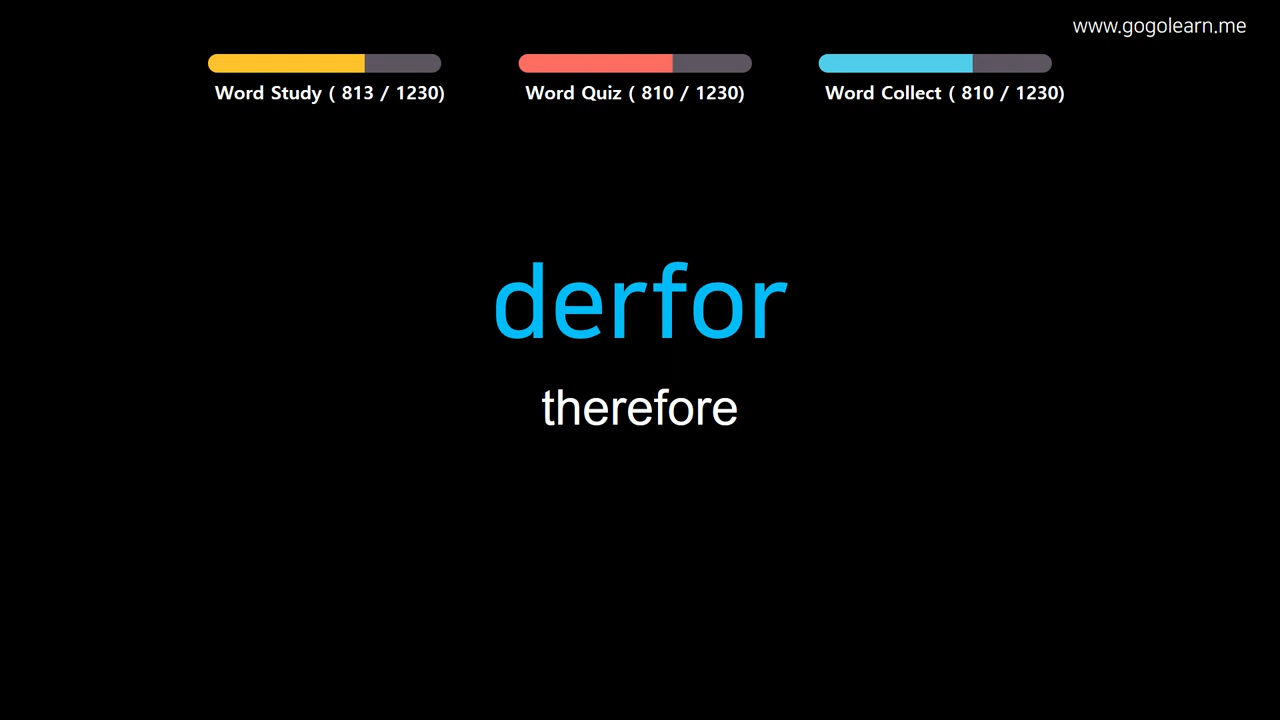 www.gogolearn.me
Word Study ( 813 / 1230)
Word Quiz ( 810 / 1230)
Word Collect ( 810 / 1230)
derfor
therefore